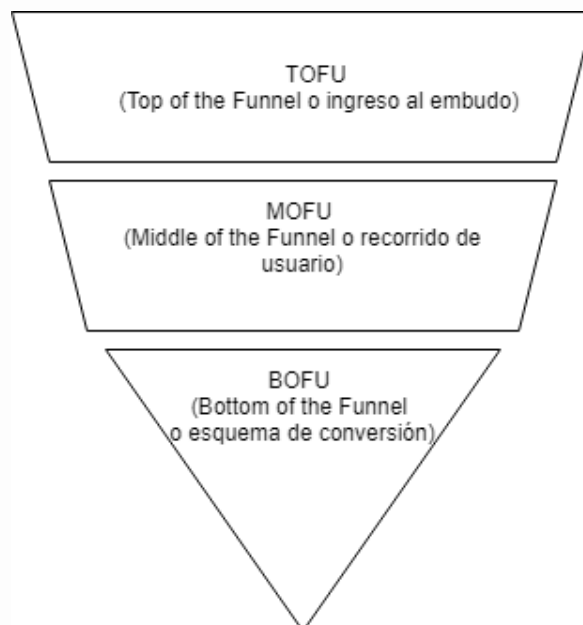 TOFU
(Top of the Funnel o ingreso al embudo)
MOFU
(Middle of the Funnel o recorrido de
usuario)
BOFU
(Bottom of the Funnel
o esquema de conversión)